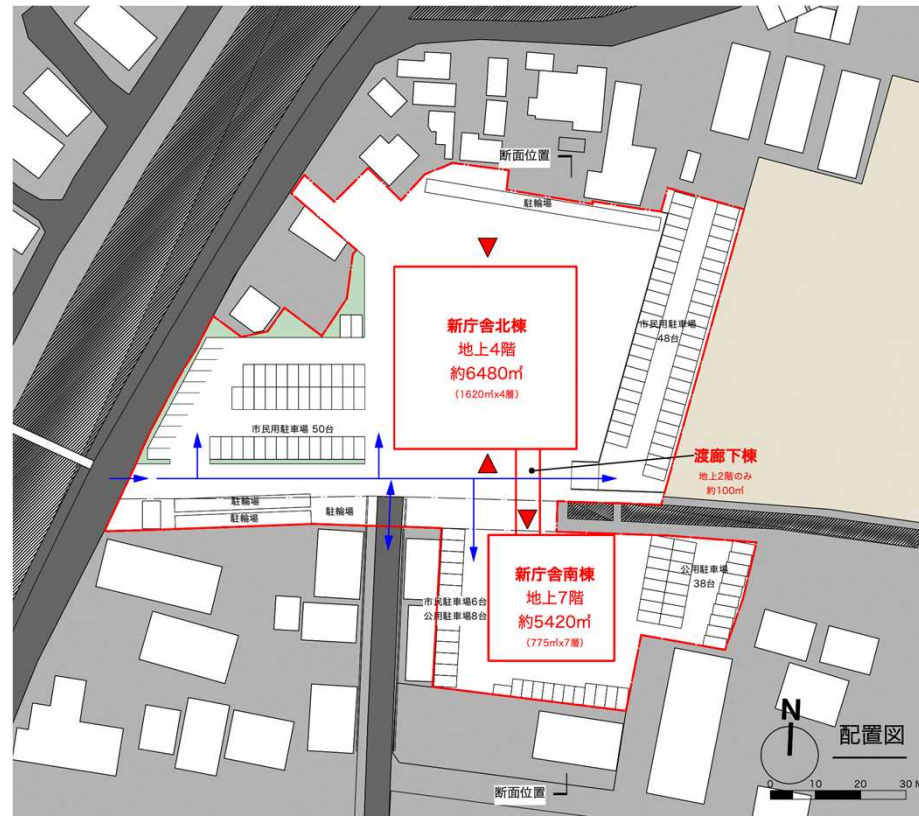 断面位置
駐輪場
新庁舎北棟
地上4階
約6480㎡
(1620㎡x4層)
市民用駐車場
48台
市民用駐車場 50台
渡廊下棟
地上2階のみ
約100㎡
駐輪場
駐輪場
駐輪場
新庁舎南棟
地上7階
約5420㎡
(775㎡x7層)
公用駐車場
38台
市民駐車場6台
公用駐車場8台
N
配置図
0 10 20 30 M
断面位置